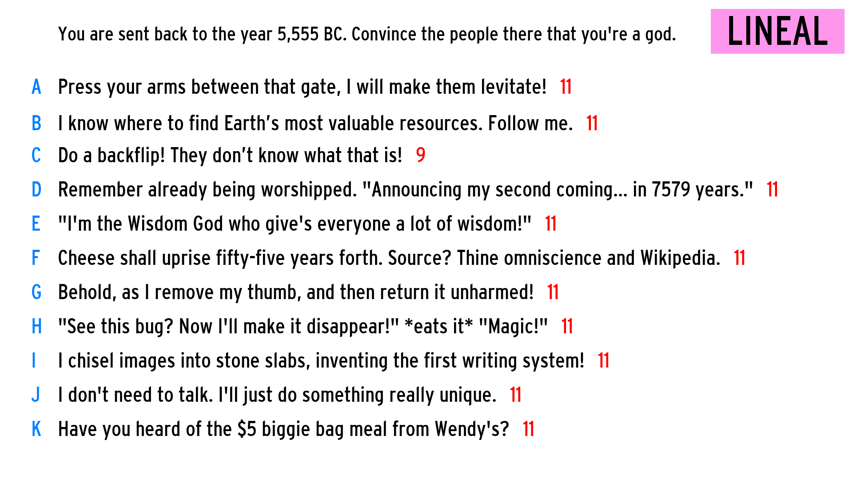 You are sent back to the year 5,555 BC. Convince the people there that you're a god.
LINEAL
A Press your arms between that gate, I will make them levitate! 11
B I know where to find Earth’s most valuable resources. Follow me. 11
C Do a backflip! They don’t know what that is! 9
D Remember already being worshipped. "Announcing my second coming... in 7579 years." 11
E "I'm the Wisdom God who give's everyone a lot of wisdom!" 11
F Cheese shall uprise fifty-five years forth. Source? Thine omniscience and Wikipedia. 11
G Behold, as I remove my thumb, and then return it unharmed! 11
H "See this bug? Now I'll make it disappear!" *eats it* "Magic!" 11
I I chisel images into stone slabs, inventing the first writing system! 11
J I don't need to talk. I'll just do something really unique. 11
K Have you heard of the $5 biggie bag meal from Wendy's? 11